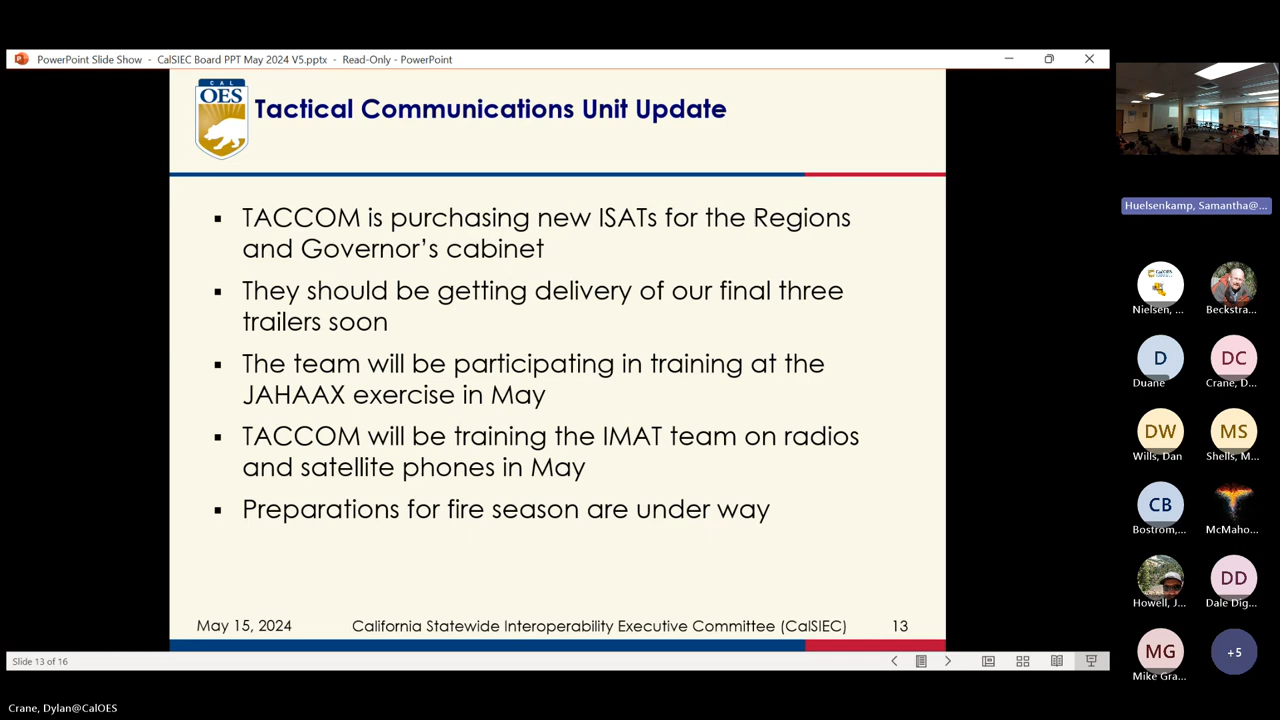 PowerPoint Slide Show - CalSIEC Board PPT May 2024 V5.pptx - Read-Only - PowerPoint
CAL
OES
Tactical Communications Unit Update
▪ TACCOM is purchasing new ISATs for the Regions
and Governor's cabinet
▪ They should be getting delivery of our final three
trailers soon
▪ The team will be participating in training at the
JAHAAX exercise in May
▪ TACCOM will be training the IMAT team on radios
and satellite phones in May
▪ Preparations for fire season are under way
May 15, 2024 California Statewide Interoperability Executive Committee (CalSIEC) 13
Slide 13 of 16
Crane, Dylan@CalOES
Huelsenkamp, Samantha@...
Nielsen, ... Beckstra...
D DC
Duane Crane, D...
DW MS
Wills, Dan Shells, M...
CB
Bostrom,... McMaho...
DD
Howell, J... Dale Dig...
MG +5
Mike Gra...